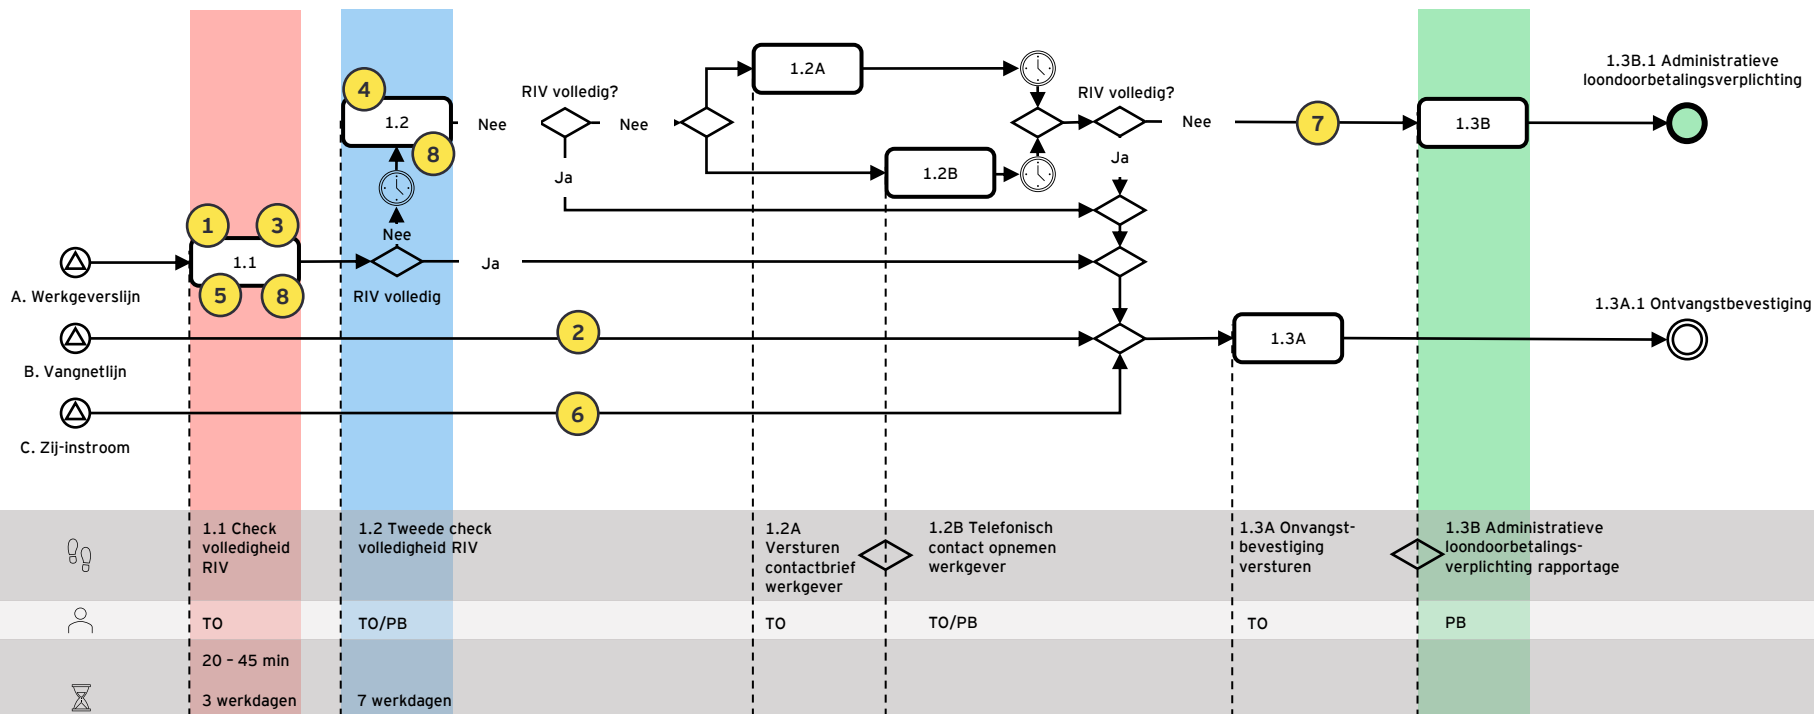 1.2A
1.3B.1 Administratieve
loondoorbetalingsverplichting
RIV volledig?
RIV volledig?
4
1.2
Nee
Nee
Nee
7
1.3B
8
Ja
Ja
1.2B
1
3
Nee
1.1
Ja
5
8
RIV volledig
A. Werkgeverslijn
1.3A.1 Ontvangstbevestiging
2
1.3A
B. Vangnetlijn
6
C. Zij-instroom
1.1 Check
volledigheid
RIV
1.2 Tweede check
volledigheid RIV
1.2A
Versturen
contactbrief
werkgever
1.2B Telefonisch
contact opnemen
werkgever
1.3A Onvangst-
bevestiging
versturen
1.3B Administratieve
loondoorbetalings-
verplichting rapportage
TO
TO/PB
TO
TO/PB
TO
PB
20 – 45 min
3 werkdagen
7 werkdagen